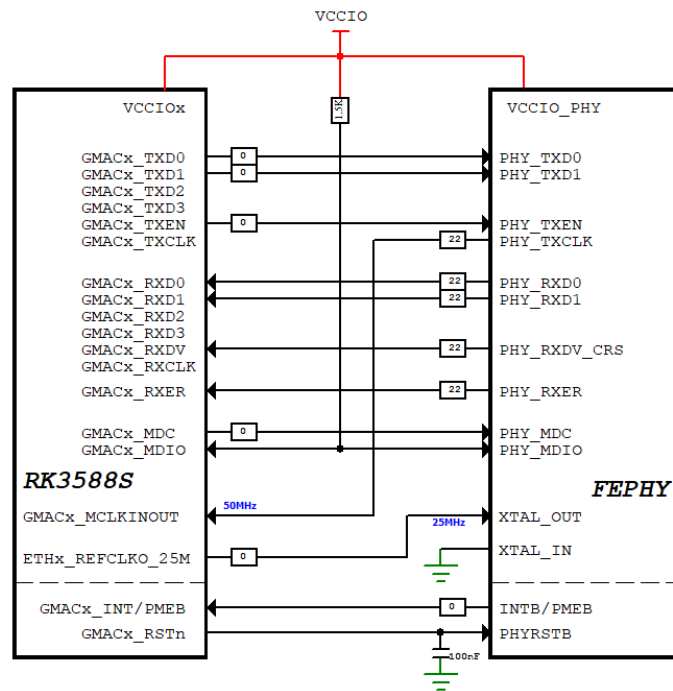 VCCIO
VCCIOx VCCIO_PHY
1.5K
GMACx_TXD0 0 PHY_TXD0
GMACx_TXD1 0 PHY_TXD1
GMACx_TXD2
GMACx_TXD3
GMACx_TXEN 0 PHY_TXEN
GMACx_TXCLK 22 PHY_TXCLK
GMACx_RXD0 22 PHY_RXD0
GMACx_RXD1 22 PHY_RXD1
GMACx_RXD2
GMACx_RXD3
GMACx_RXDV 22 PHY_RXDV_CRS
GMACx_RXCLK
GMACx_RXER 22 PHY_RXER
GMACx_MDC 0 PHY_MDC
GMACx_MDIO PHY_MDIO
RK3588S FEPHY
GMACx_MCLKINOUT 50MHz 25MHz XTAL_OUT
ETHx_REFCLKO_25M 0 XTAL_IN
GMACx_INT/PMEB 0 INTB/PMEB
GMACx_RSTn PHYRSTB
100nF